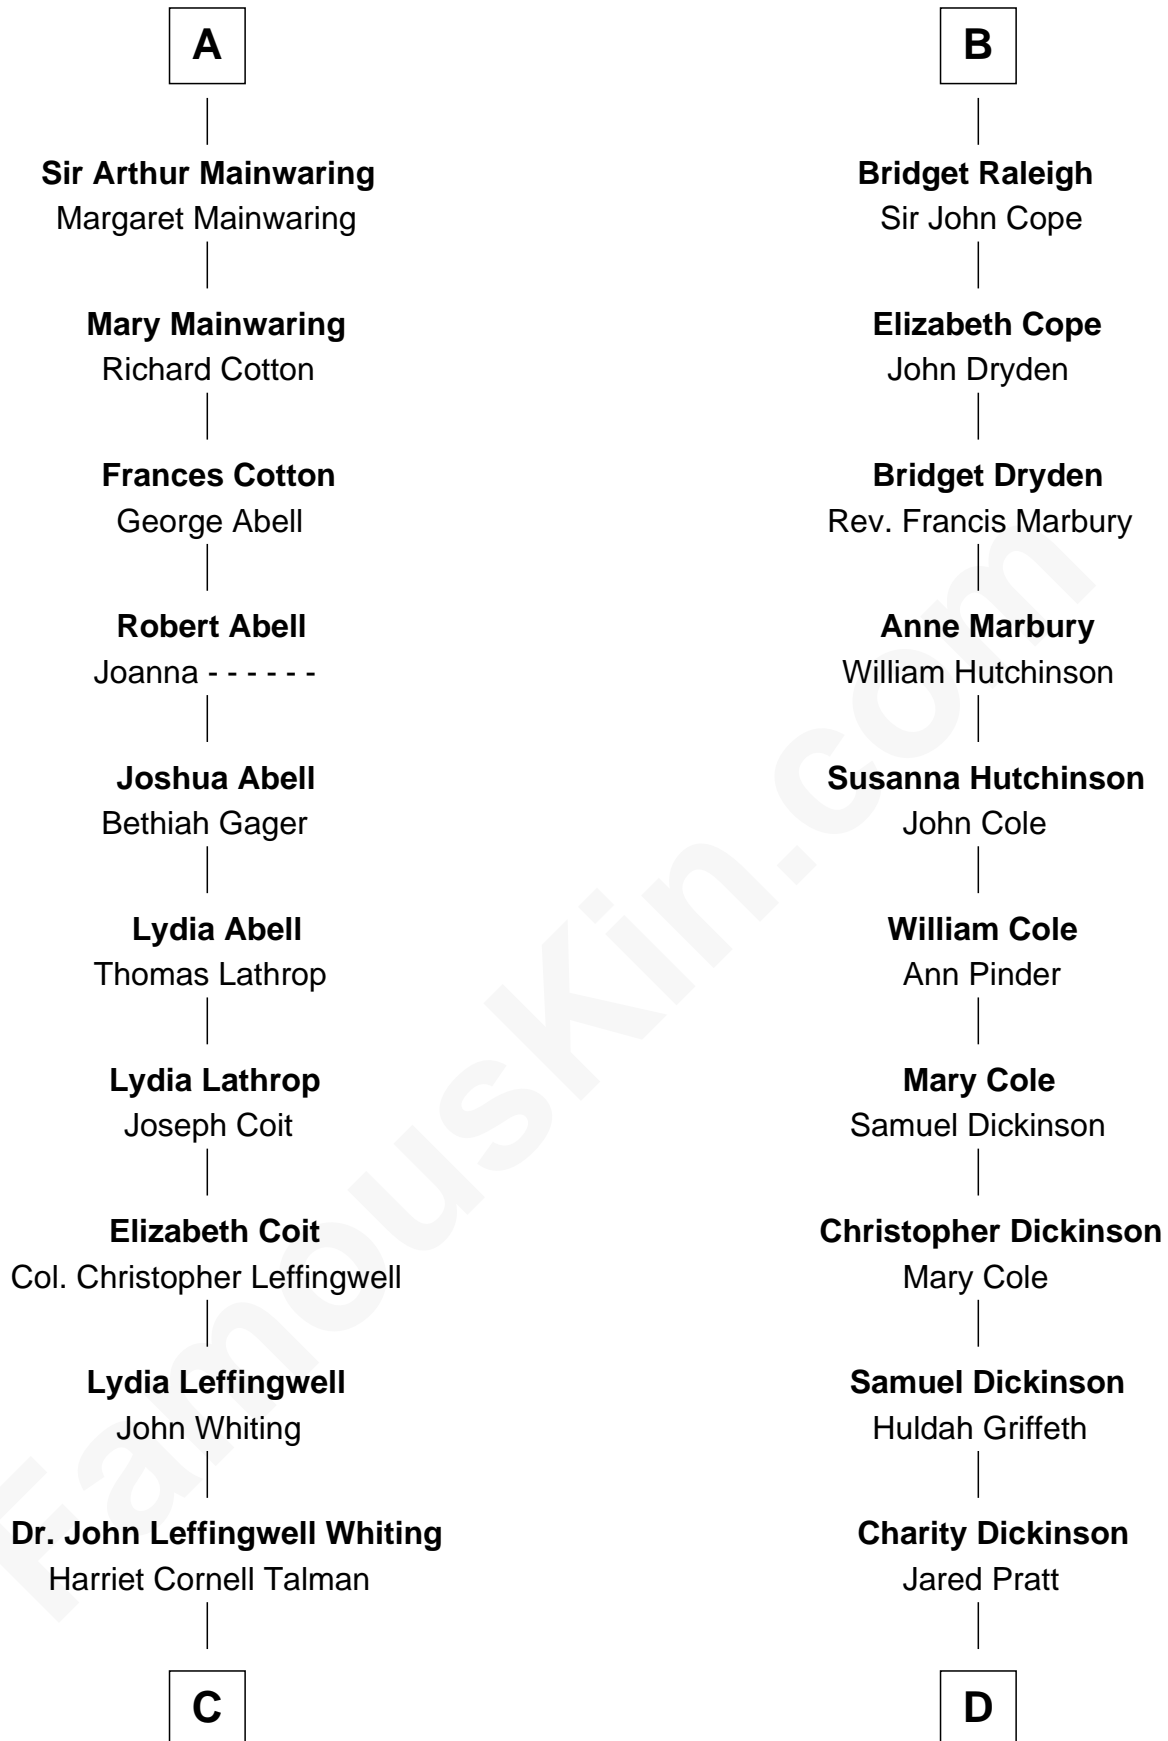 A
Sir Arthur Mainwaring
Margaret Mainwaring
Mary Mainwaring
Richard Cotton
Frances Cotton
George Abell
Robert Abell
Joanna - - - - - -
Joshua Abell
Bethiah Gager
Lydia Abell
Thomas Lathrop
Lydia Lathrop
Joseph Coit
Elizabeth Coit
Col. Christopher Leffingwell
Lydia Leffingwell
John Whiting
Dr. John Leffingwell Whiting
Harriet Cornell Talman
C
B
Bridget Raleigh
Sir John Cope
Elizabeth Cope
John Dryden
Bridget Dryden
Rev. Francis Marbury
Anne Marbury
William Hutchinson
Susanna Hutchinson
John Cole
William Cole
Ann Pinder
Mary Cole
Samuel Dickinson
Christopher Dickinson
Mary Cole
Samuel Dickinson
Huldah Griffeth
Charity Dickinson
Jared Pratt
D
FamousKin.com